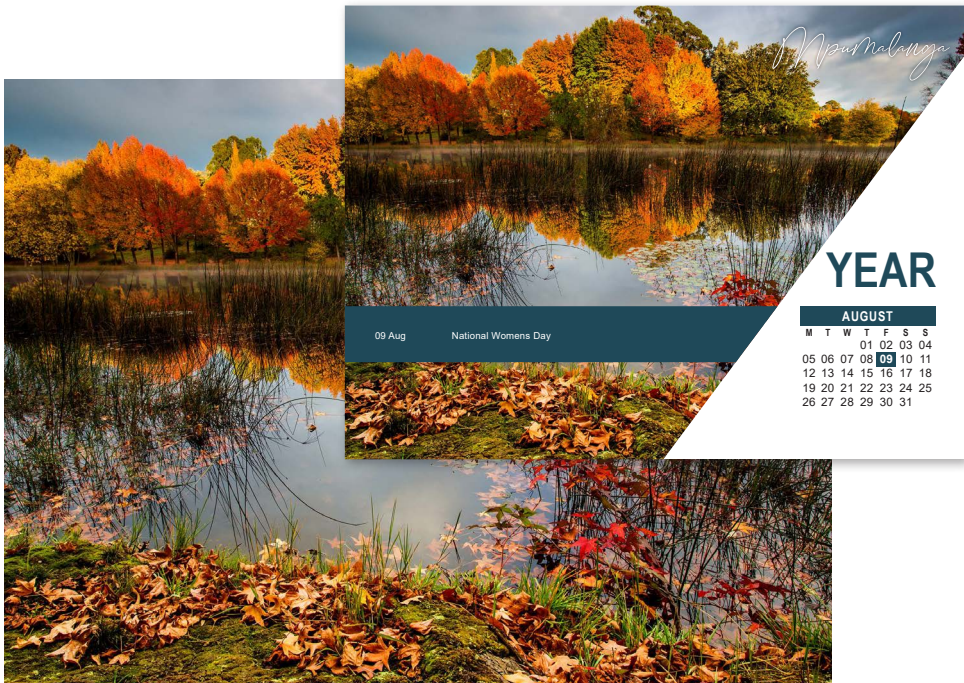 Mpumalanga
YEAR
09 Aug National Womens Day
AUGUST
M T W T F S S
01 02 03 04
05 06 07 08 09 10 11
12 13 14 15 16 17 18
19 20 21 22 23 24 25
26 27 28 29 30 31